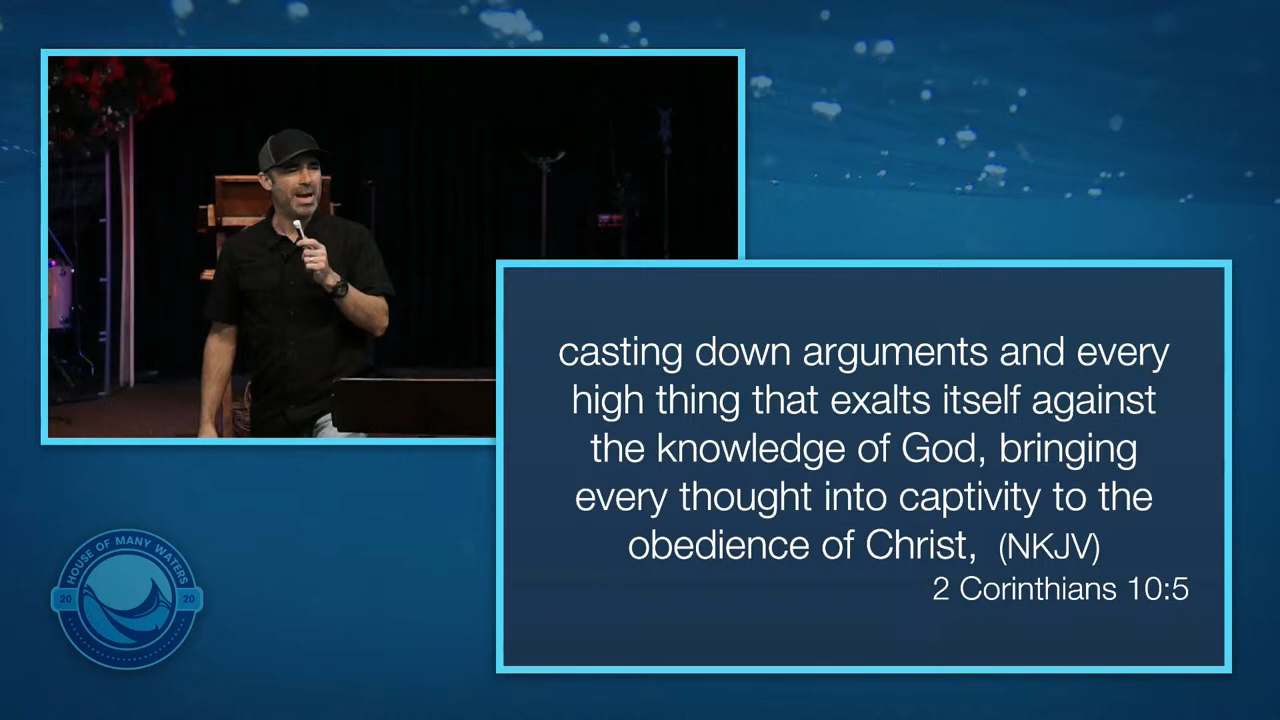 casting down arguments and every
high thing that exalts itself against
the knowledge of God, bringing
every thought into captivity to the
obedience of Christ, (NKJV)
2 Corinthians 10:5
HOUSE OF MANY WATERS
20 20